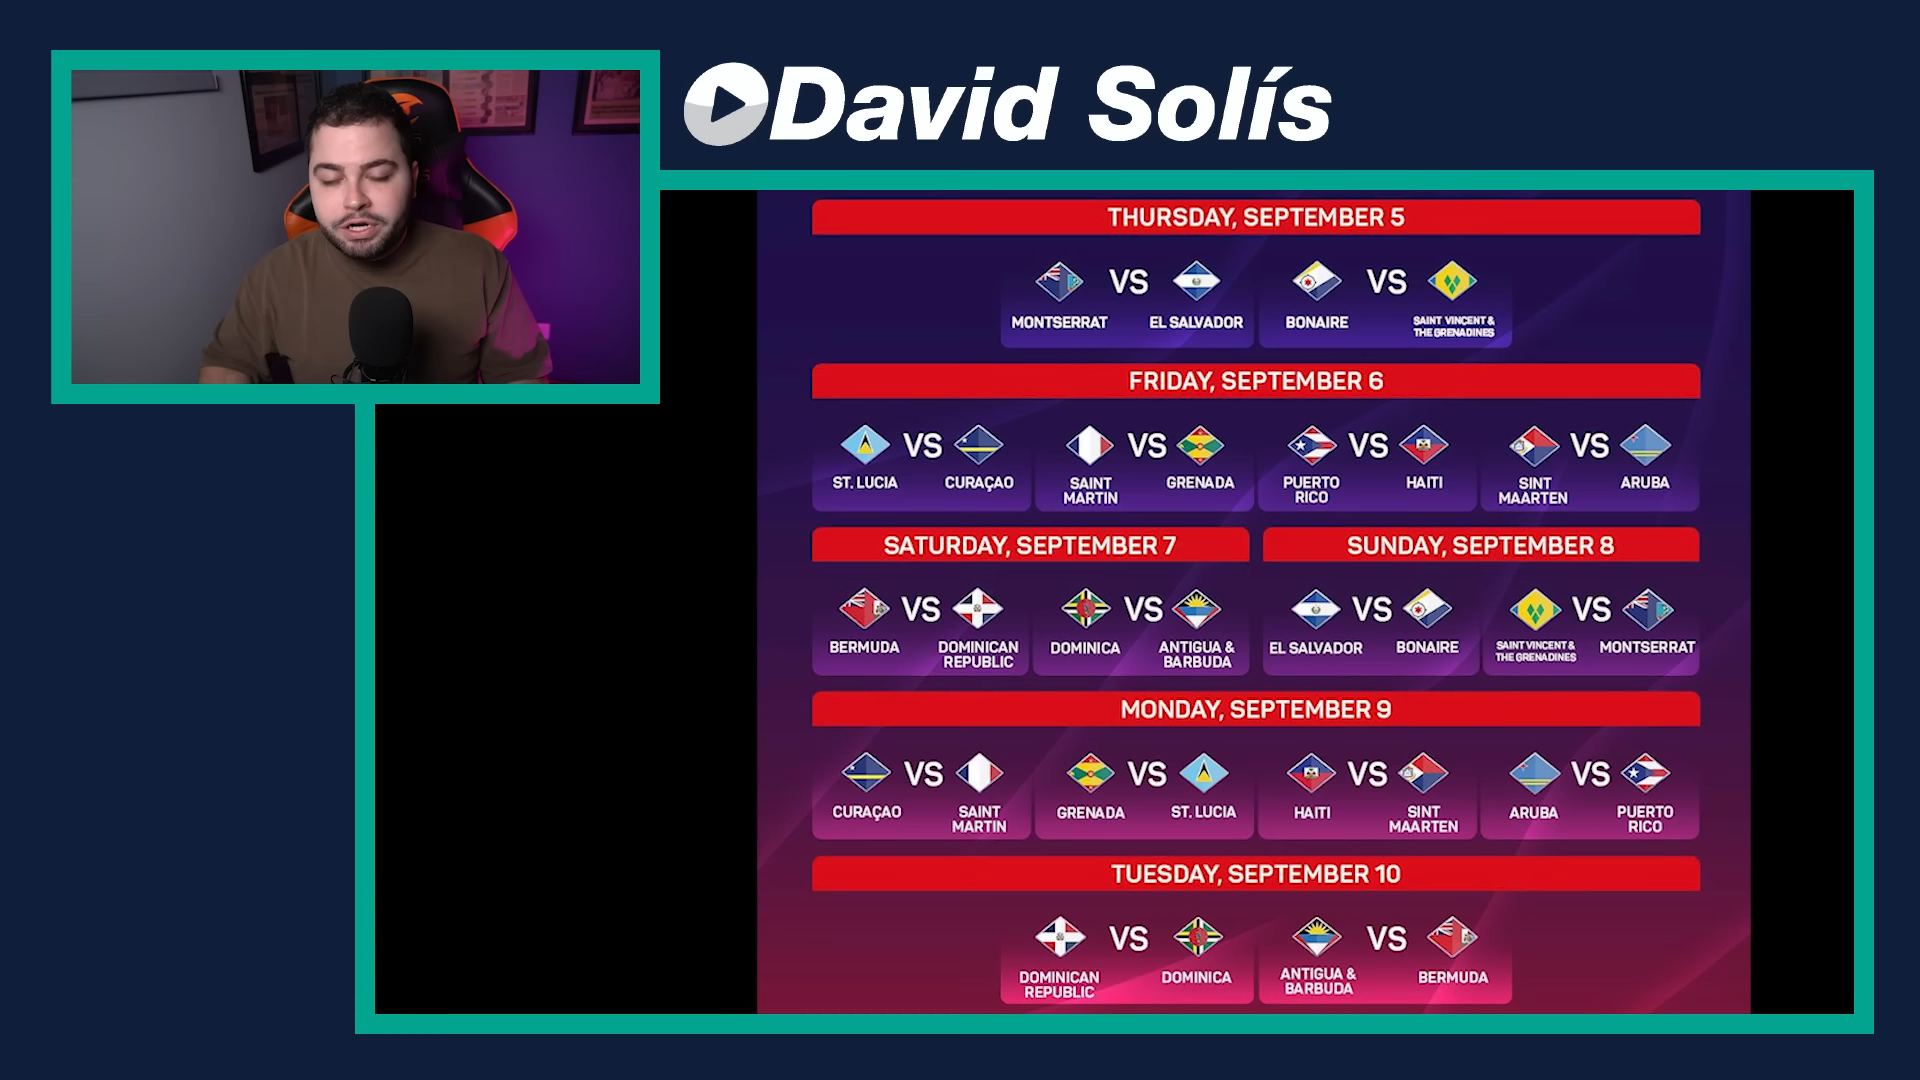 David Solís
THURSDAY, SEPTEMBER 5
MONTSERRAT VS EL SALVADOR
BONAIRE VS SAINT VINCENT &
THE GRENADINES
FRIDAY, SEPTEMBER 6
ST. LUCIA VS CURAÇAO
SAINT
MARTIN VS GRENADA
PUERTO
RICO VS HAITI
SINT
MAARTEN VS ARUBA
SATURDAY, SEPTEMBER 7
BERMUDA VS DOMINICAN
REPUBLIC
DOMINICA VS ANTIGUA &
BARBUDA
SUNDAY, SEPTEMBER 8
EL SALVADOR VS BONAIRE
SAINT VINCENT &
THE GRENADINES VS MONTSERRAT
MONDAY, SEPTEMBER 9
CURAÇAO VS SAINT
MARTIN
GRENADA VS ST. LUCIA
HAITI VS SINT
MAARTEN
ARUBA VS PUERTO
RICO
TUESDAY, SEPTEMBER 10
DOMINICAN
REPUBLIC VS DOMINICA
ANTIGUA &
BARBUDA VS BERMUDA